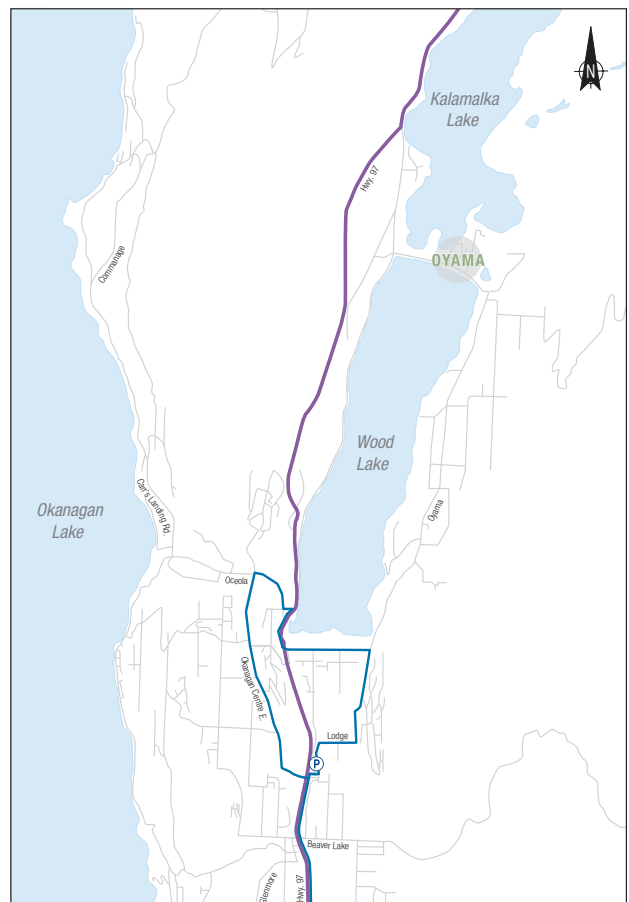 N
Kalamalka
Lake
Hwy. 97
OYAMA
Commonage
Wood
Lake
Carr's Landing Rd.
Okanagan
Lake
Oyama
Oceola
Okanagan Centre E.
Lodge
P
Beaver Lake
Glenmore
Hwy. 97